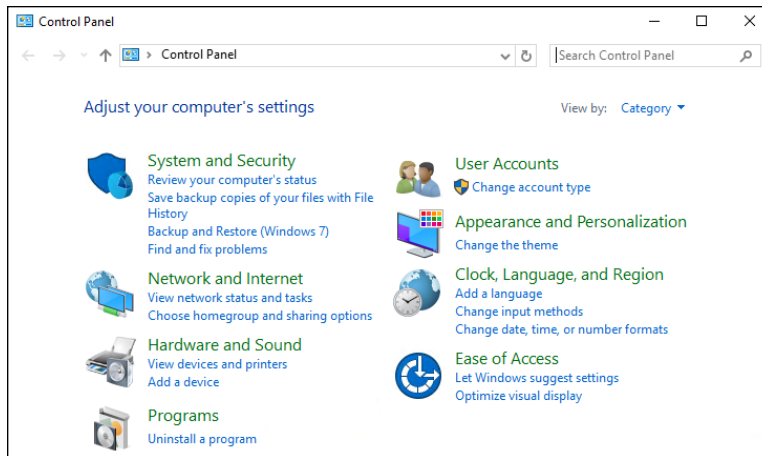 Control Panel
Control Panel
Search Control Panel
Adjust your computer's settings
View by: Category
System and Security
Review your computer's status
Save backup copies of your files with File
History
Backup and Restore (Windows 7)
Find and fix problems
Network and Internet
View network status and tasks
Choose homegroup and sharing options
Hardware and Sound
View devices and printers
Add a device
Programs
Uninstall a program
User Accounts
Change account type
Appearance and Personalization
Change the theme
Clock, Language, and Region
Add a language
Change input methods
Change date, time, or number formats
Ease of Access
Let Windows suggest settings
Optimize visual display